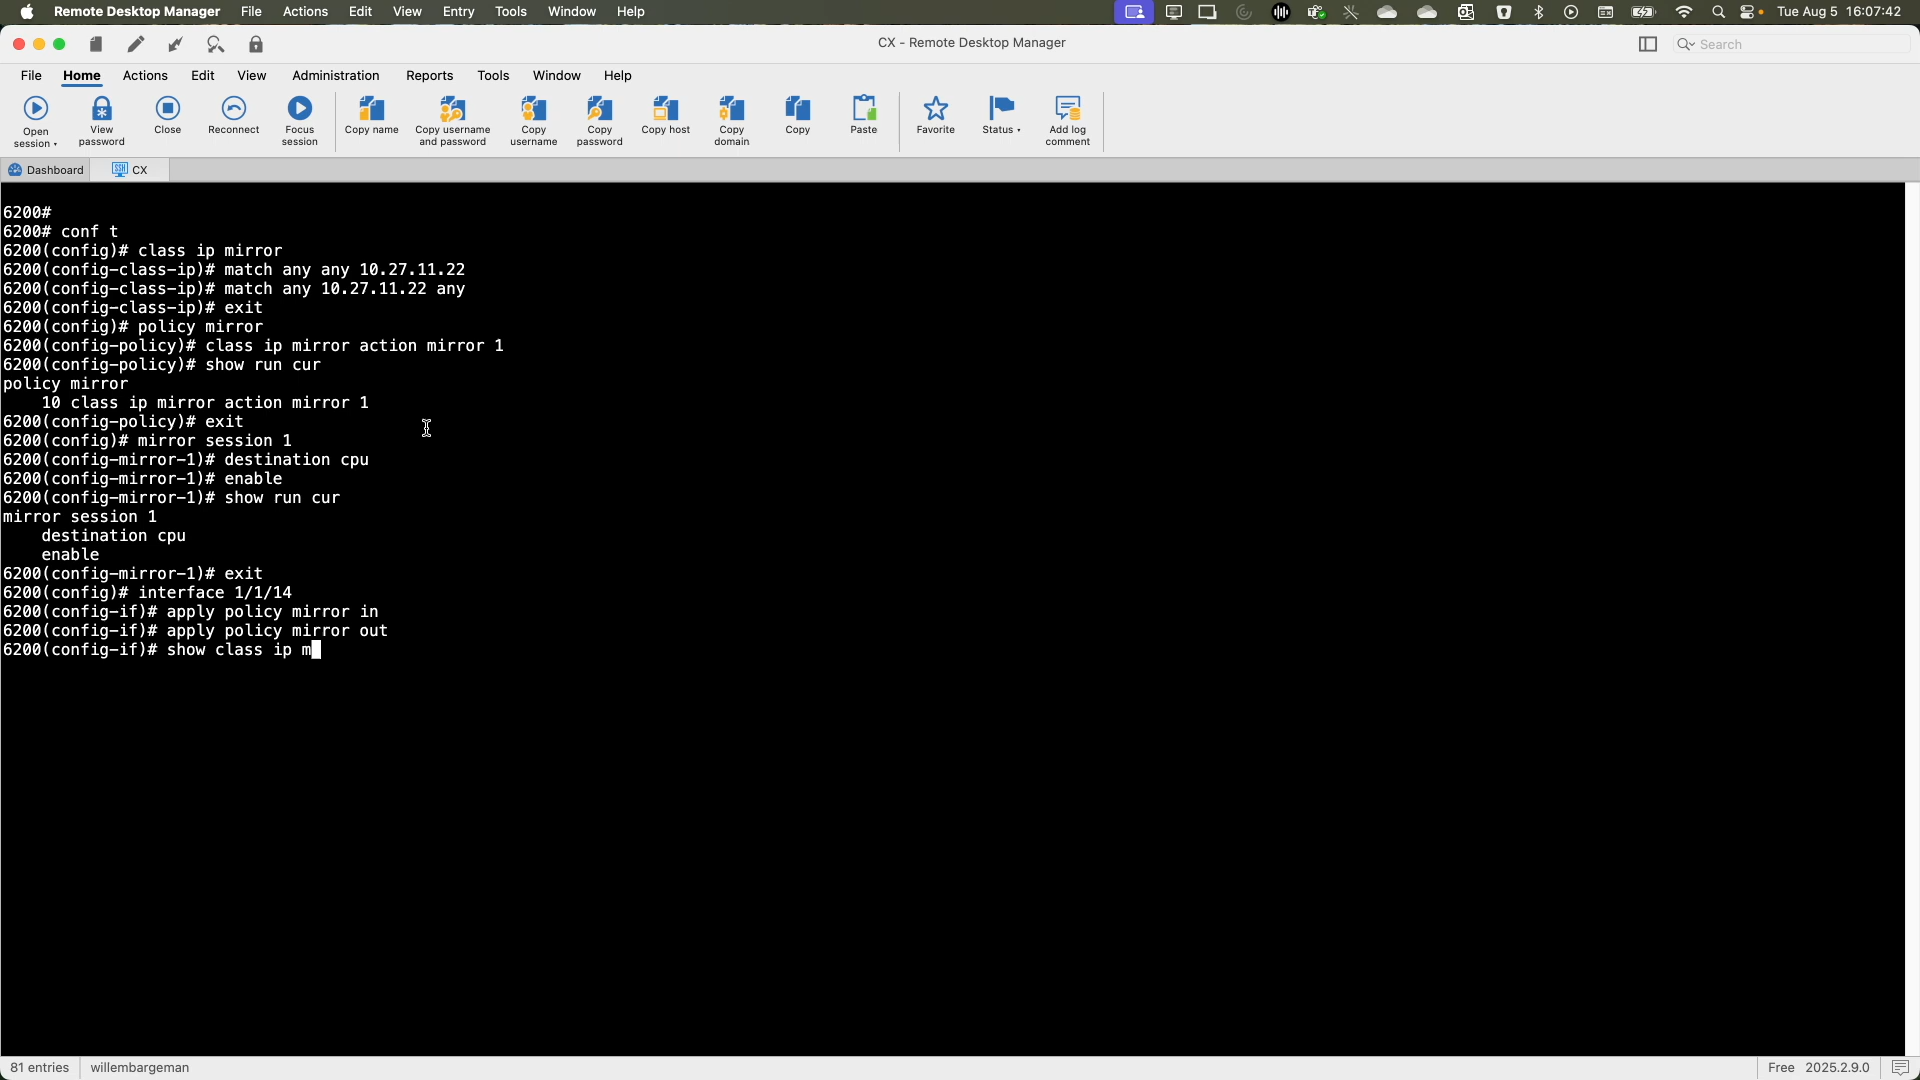 Remote Desktop Manager File Actions Edit View Entry Tools Window Help Tue Aug 5 16:07:42
CX - Remote Desktop Manager
Search
File Home Actions Edit View Administration Reports Tools Window Help
Open session
View password
Close
Reconnect
Focus session
Copy name
Copy username and password
Copy username
Copy password
Copy host
Copy domain
Copy
Paste
Favorite
Status
Add log comment
Dashboard SSH CX
6200#
6200# conf t
6200(config)# class ip mirror
6200(config-class-ip)# match any any 10.27.11.22
6200(config-class-ip)# match any 10.27.11.22 any
6200(config-class-ip)# exit
6200(config)# policy mirror
6200(config-policy)# class ip mirror action mirror 1
6200(config-policy)# show run cur
policy mirror
    10 class ip mirror action mirror 1
6200(config-policy)# exit
6200(config)# mirror session 1
6200(config-mirror-1)# destination cpu
6200(config-mirror-1)# enable
6200(config-mirror-1)# show run cur
mirror session 1
    destination cpu
    enable
6200(config-mirror-1)# exit
6200(config)# interface 1/1/14
6200(config-if)# apply policy mirror in
6200(config-if)# apply policy mirror out
6200(config-if)# show class ip m
81 entries willembargeman Free 2025.2.9.0